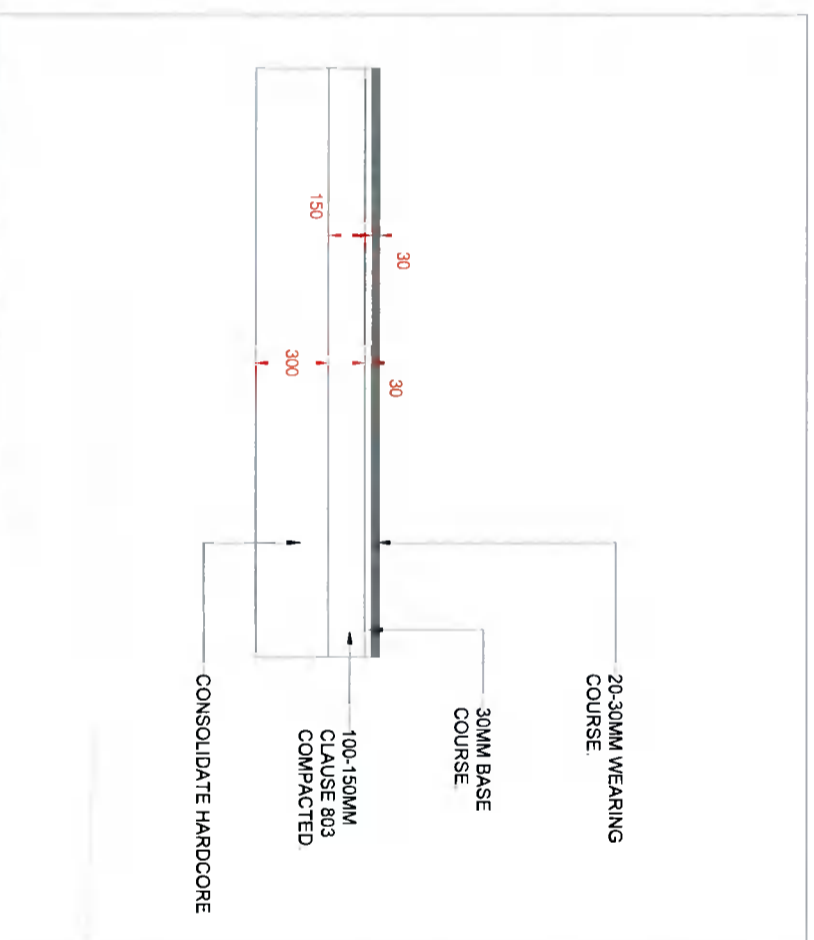 20-30MM WEARING
COURSE.
30MM BASE
COURSE.
100-150MM
CLAUSE 803
COMPACTED.
CONSOLIDATE HARDCORE
30
150
30
300